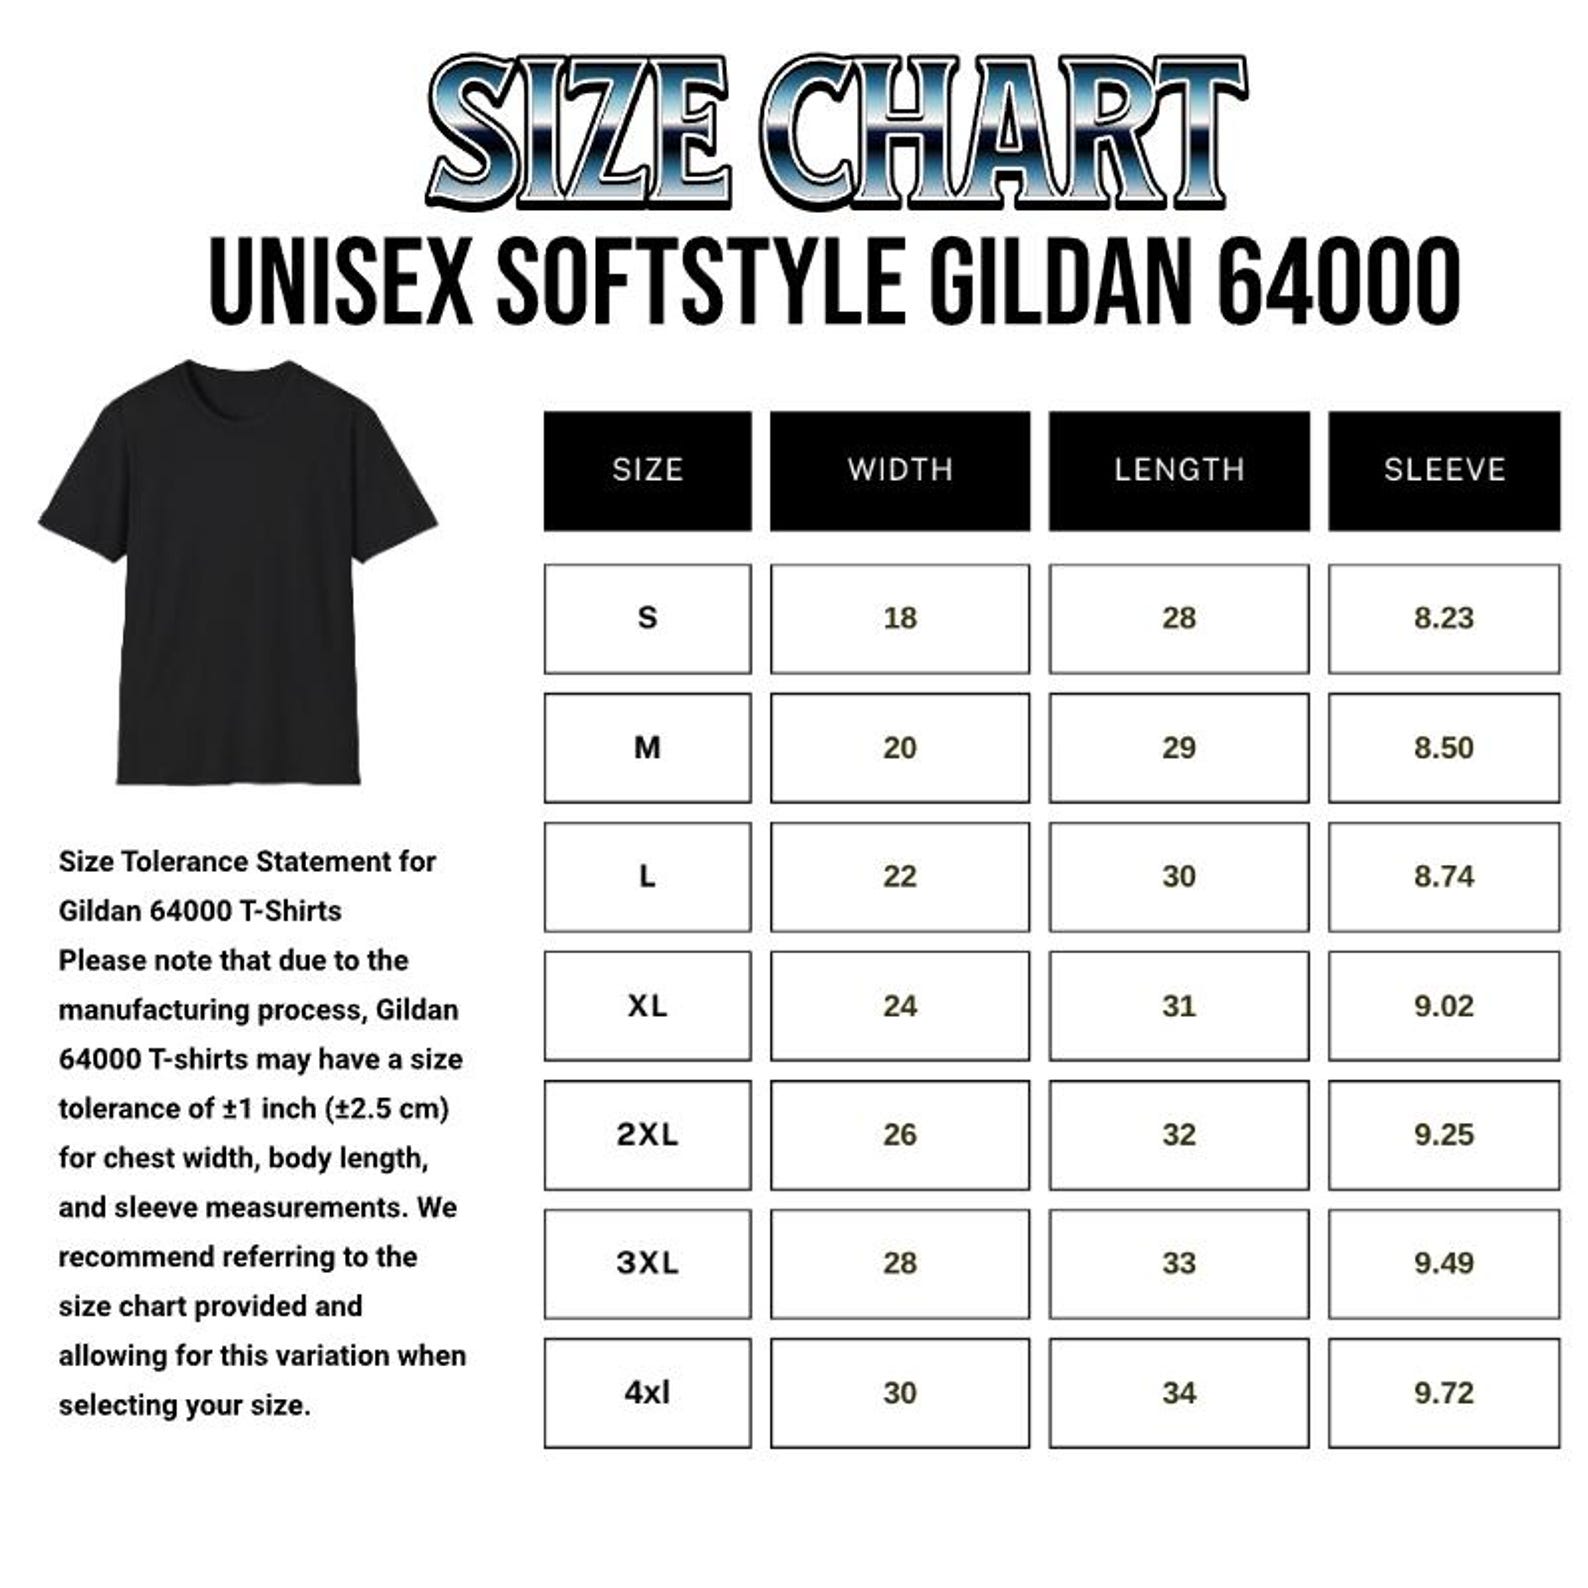 SIZE CHART
UNISEX SOFTSTYLE GILDAN 64000
SIZE WIDTH LENGTH SLEEVE
S 18 28 8.23
M 20 29 8.50
L 22 30 8.74
XL 24 31 9.02
2XL 26 32 9.25
3XL 28 33 9.49
4xl 30 34 9.72
Size Tolerance Statement for
Gildan 64000 T-Shirts
Please note that due to the
manufacturing process, Gildan
64000 T-shirts may have a size
tolerance of ±1 inch (±2.5 cm)
for chest width, body length,
and sleeve measurements. We
recommend referring to the
size chart provided and
allowing for this variation when
selecting your size.